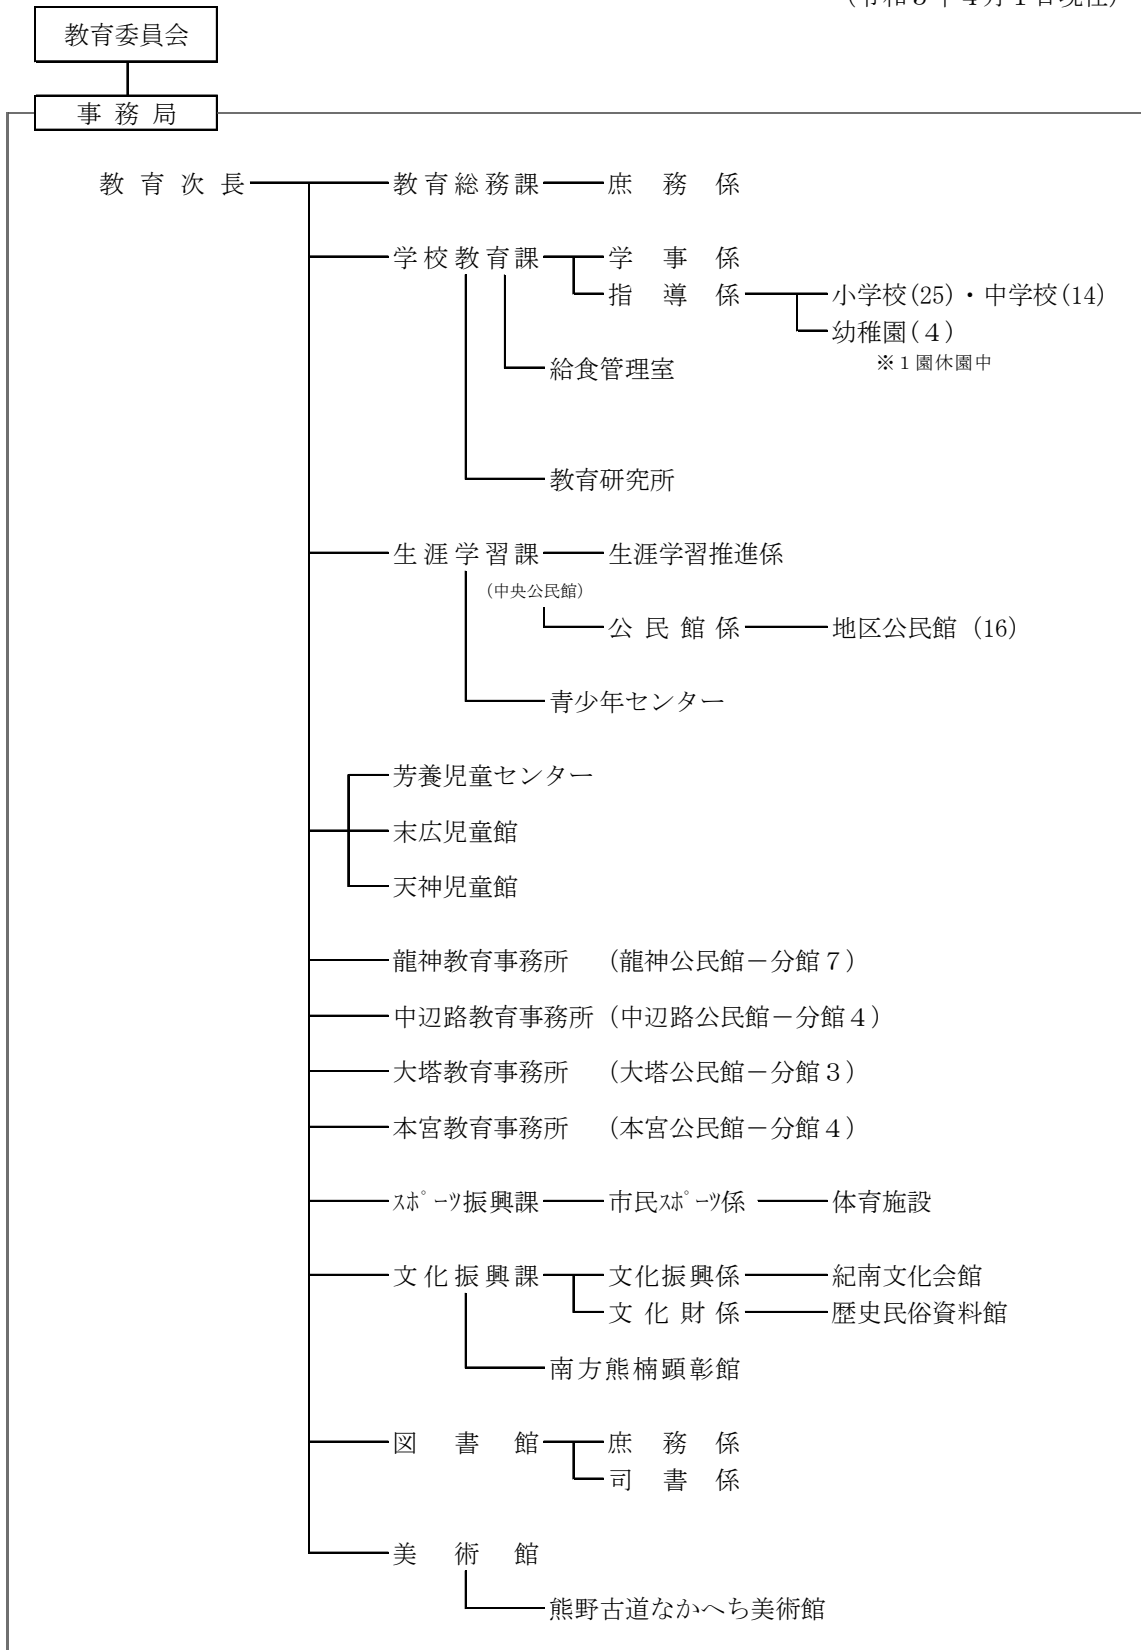 教育委員会
事務局
教育次長 教育総務課 庶務係
学校教育課 学事係
指導係 小学校(25)・中学校(14)
幼稚園(４)
※１園休園中
給食管理室
教育研究所
生涯学習課 生涯学習推進係
(中央公民館)
公民館係 地区公民館 (16)
青少年センター
芳養児童センター
末広児童館
天神児童館
龍神教育事務所 （龍神公民館－分館７）
中辺路教育事務所（中辺路公民館－分館４）
大塔教育事務所 （大塔公民館－分館３）
本宮教育事務所 （本宮公民館－分館４）
ｽﾎﾟｰﾂ振興課 市民ｽﾎﾟｰﾂ係 体育施設
文化振興課 文化振興係 紀南文化会館
文化財係 歴史民俗資料館
南方熊楠顕彰館
図書館 庶務係
司書係
美術館
熊野古道なかへち美術館